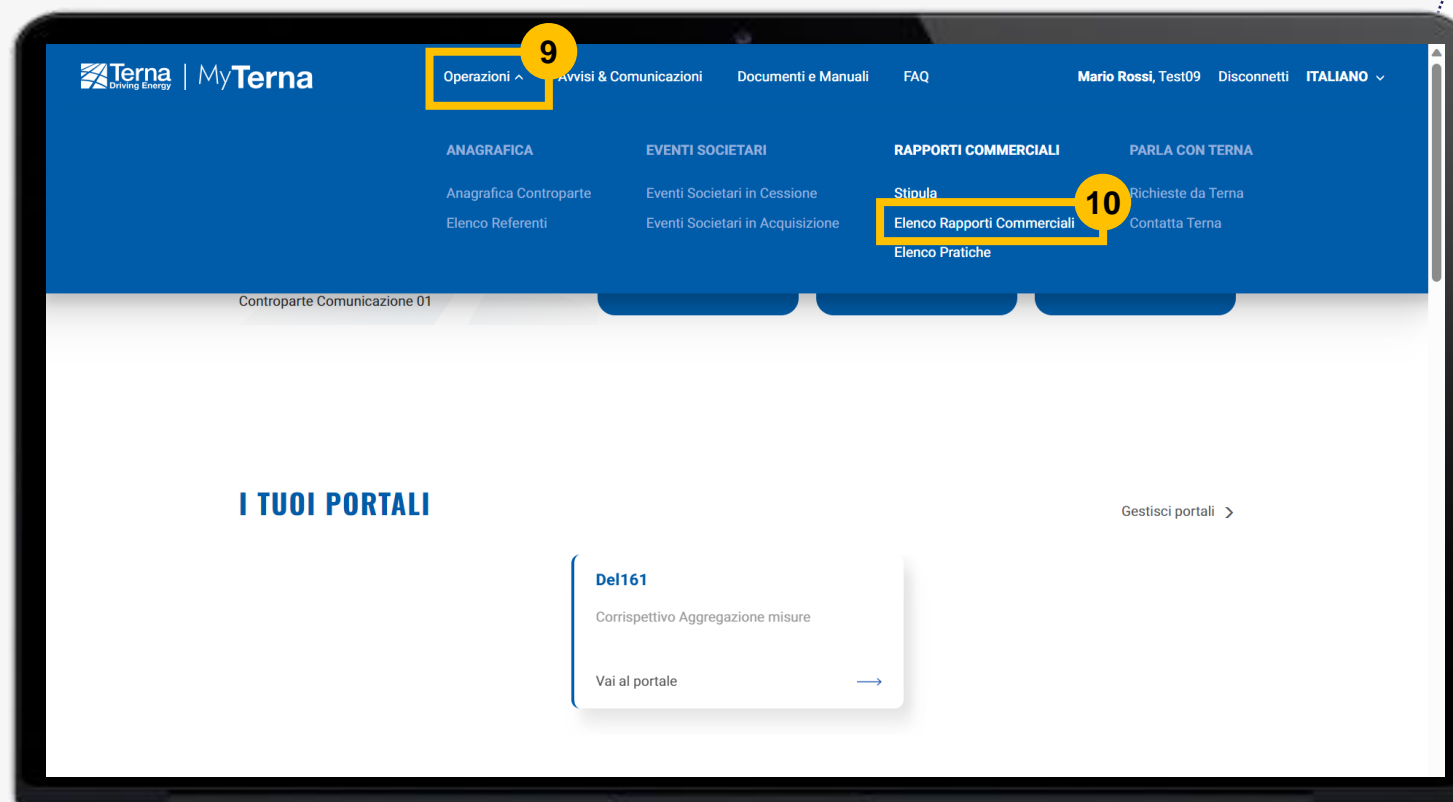 9
Terna Driving Energy | MyTerna
Operazioni Avvisi & Comunicazioni Documenti e Manuali FAQ Mario Rossi, Test09 Disconnetti ITALIANO
ANAGRAFICA EVENTI SOCIETARI RAPPORTI COMMERCIALI PARLA CON TERNA
Anagrafica Controparte Eventi Societari in Cessione Stipula 10 Richieste da Terna
Elenco Referenti Eventi Societari in Acquisizione Elenco Rapporti Commerciali Contatta Terna
Elenco Pratiche
Controparte Comunicazione 01
I TUOI PORTALI Gestisci portali
Del161
Corrispettivo Aggregazione misure
Vai al portale